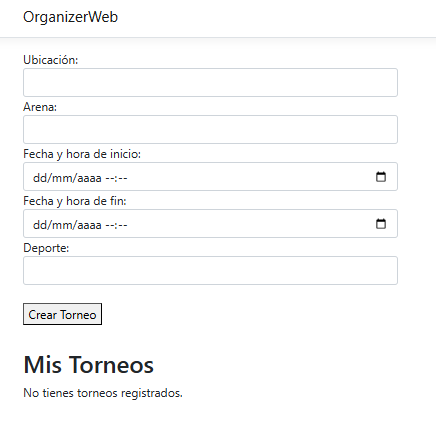 OrganizerWeb
Ubicación:
Arena:
Fecha y hora de inicio:
dd/mm/aaaa --:--
Fecha y hora de fin:
dd/mm/aaaa --:--
Deporte:
Crear Torneo
Mis Torneos
No tienes torneos registrados.